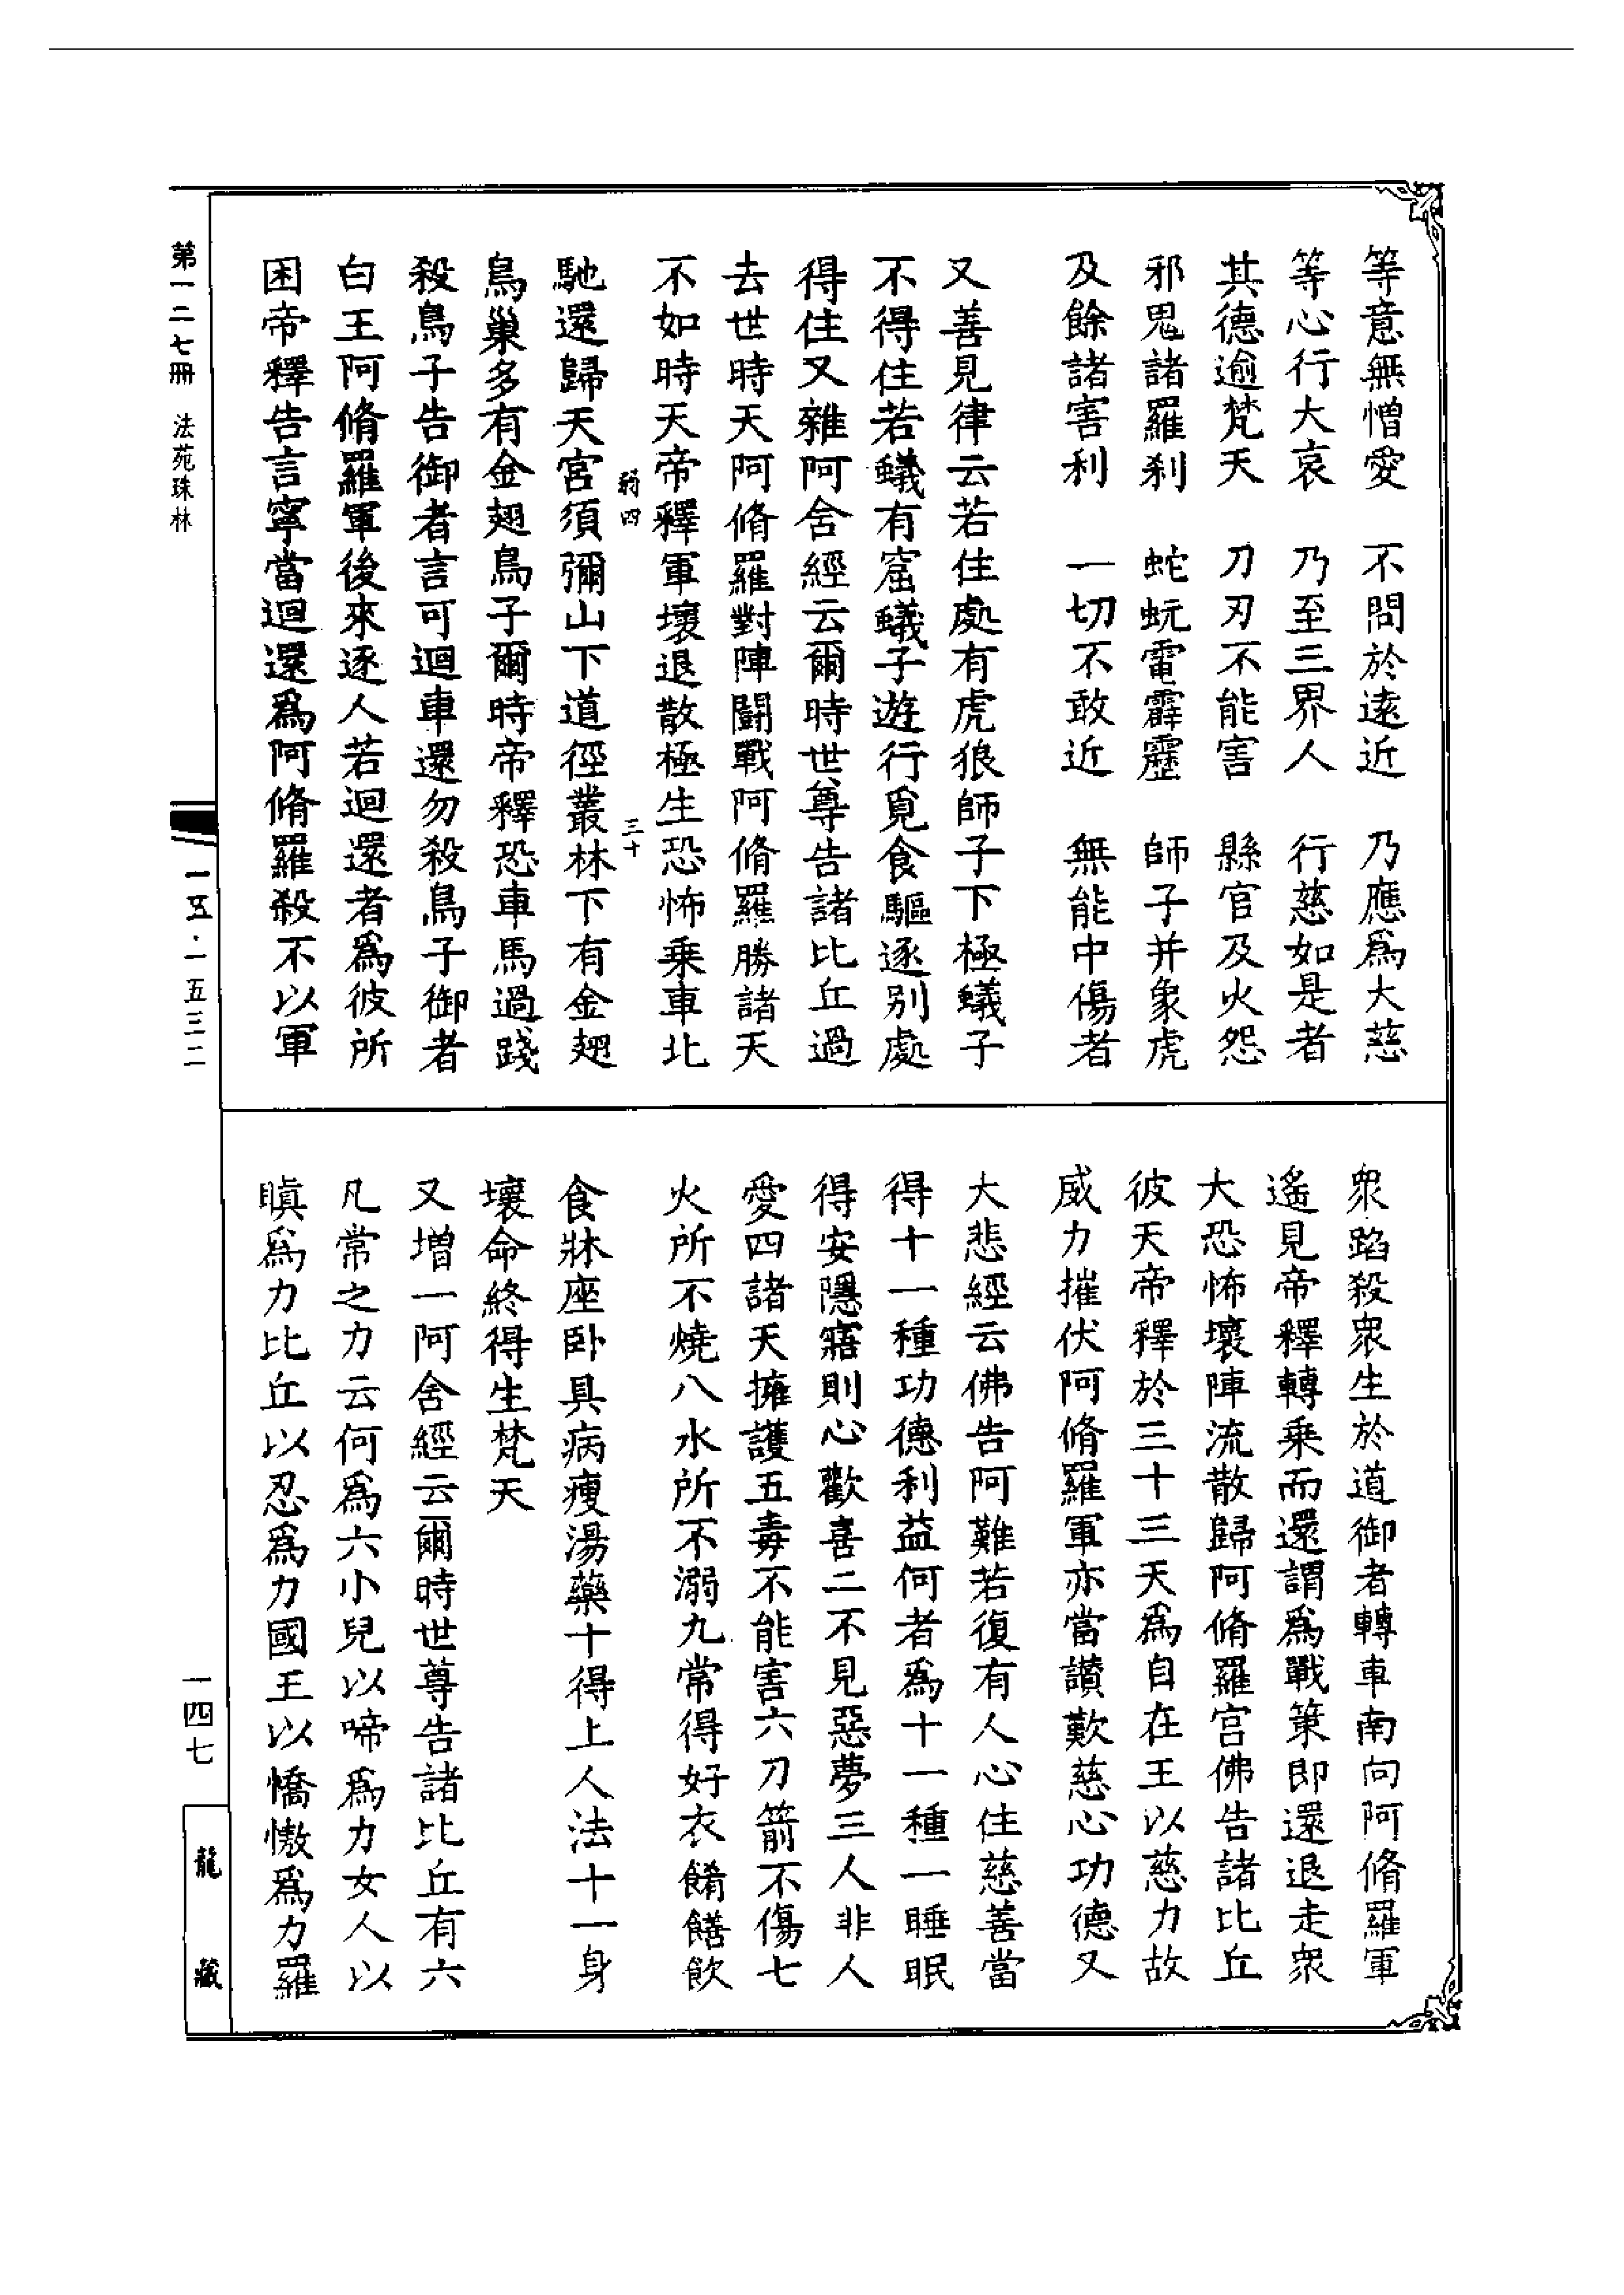 等意無憎愛　不問於遠近　乃應爲大慈
等心行大哀　乃至三界人　行慈如是者
其德逾梵天　刀刃不能害　縣官及火怨
邪鬼諸羅刹　蛇蚖雷霹靂　師子并象虎
及餘諸害利　一切不敢近　無能中傷者
又善見律云若住處有虎狼師子下極蟻子
不得住若蟻有窟蟻子遊行覓食驅逐別處
得住又雜阿含經云爾時世尊告諸比丘過
去世時天阿脩羅對陣鬪戰阿脩羅勝諸天
不如時天帝釋軍壞退散極生恐怖乗車北
弱四　三十
馳還歸天宮須彌山下道徑叢林下有金翅
鳥巢多有金翅鳥子爾時帝釋恐車馬過踐
殺鳥子告御者言可迴車還勿殺鳥子御者
白王阿脩羅軍後來逐人若迴還者爲彼所
困帝釋告言寧當迴還爲阿脩羅殺不以軍
衆蹈殺衆生於道御者轉車南向阿脩羅軍
遙見帝釋轉乗而還謂爲戰策即還退走衆
大恐怖壞陣流散歸阿脩羅宮佛告諸比丘
彼天帝釋於三十三天爲自在王以慈力故
威力摧伏阿脩羅軍亦當讃歎慈心功德又
大悲經云佛告阿難若復有人心住慈善當
得十一種功德利益何者爲十一種一睡眠
得安隱寤則心歡喜二不見惡夢三人非人
愛四諸天擁護五毒不能害六刀箭不傷七
火所不燒八水所不溺九常得好衣餚饍飲
食牀座卧具病瘦湯藥十得上人法十一身
壞命終得生梵天
又增一阿含經云爾時世尊告諸比丘有六
凡常之力云何爲六小兒以啼爲力女人以
瞋爲力比丘以忍爲力國王以憍慠爲力羅
第一二七冊　法苑珠林
一五·一五三二
一四七
龍藏